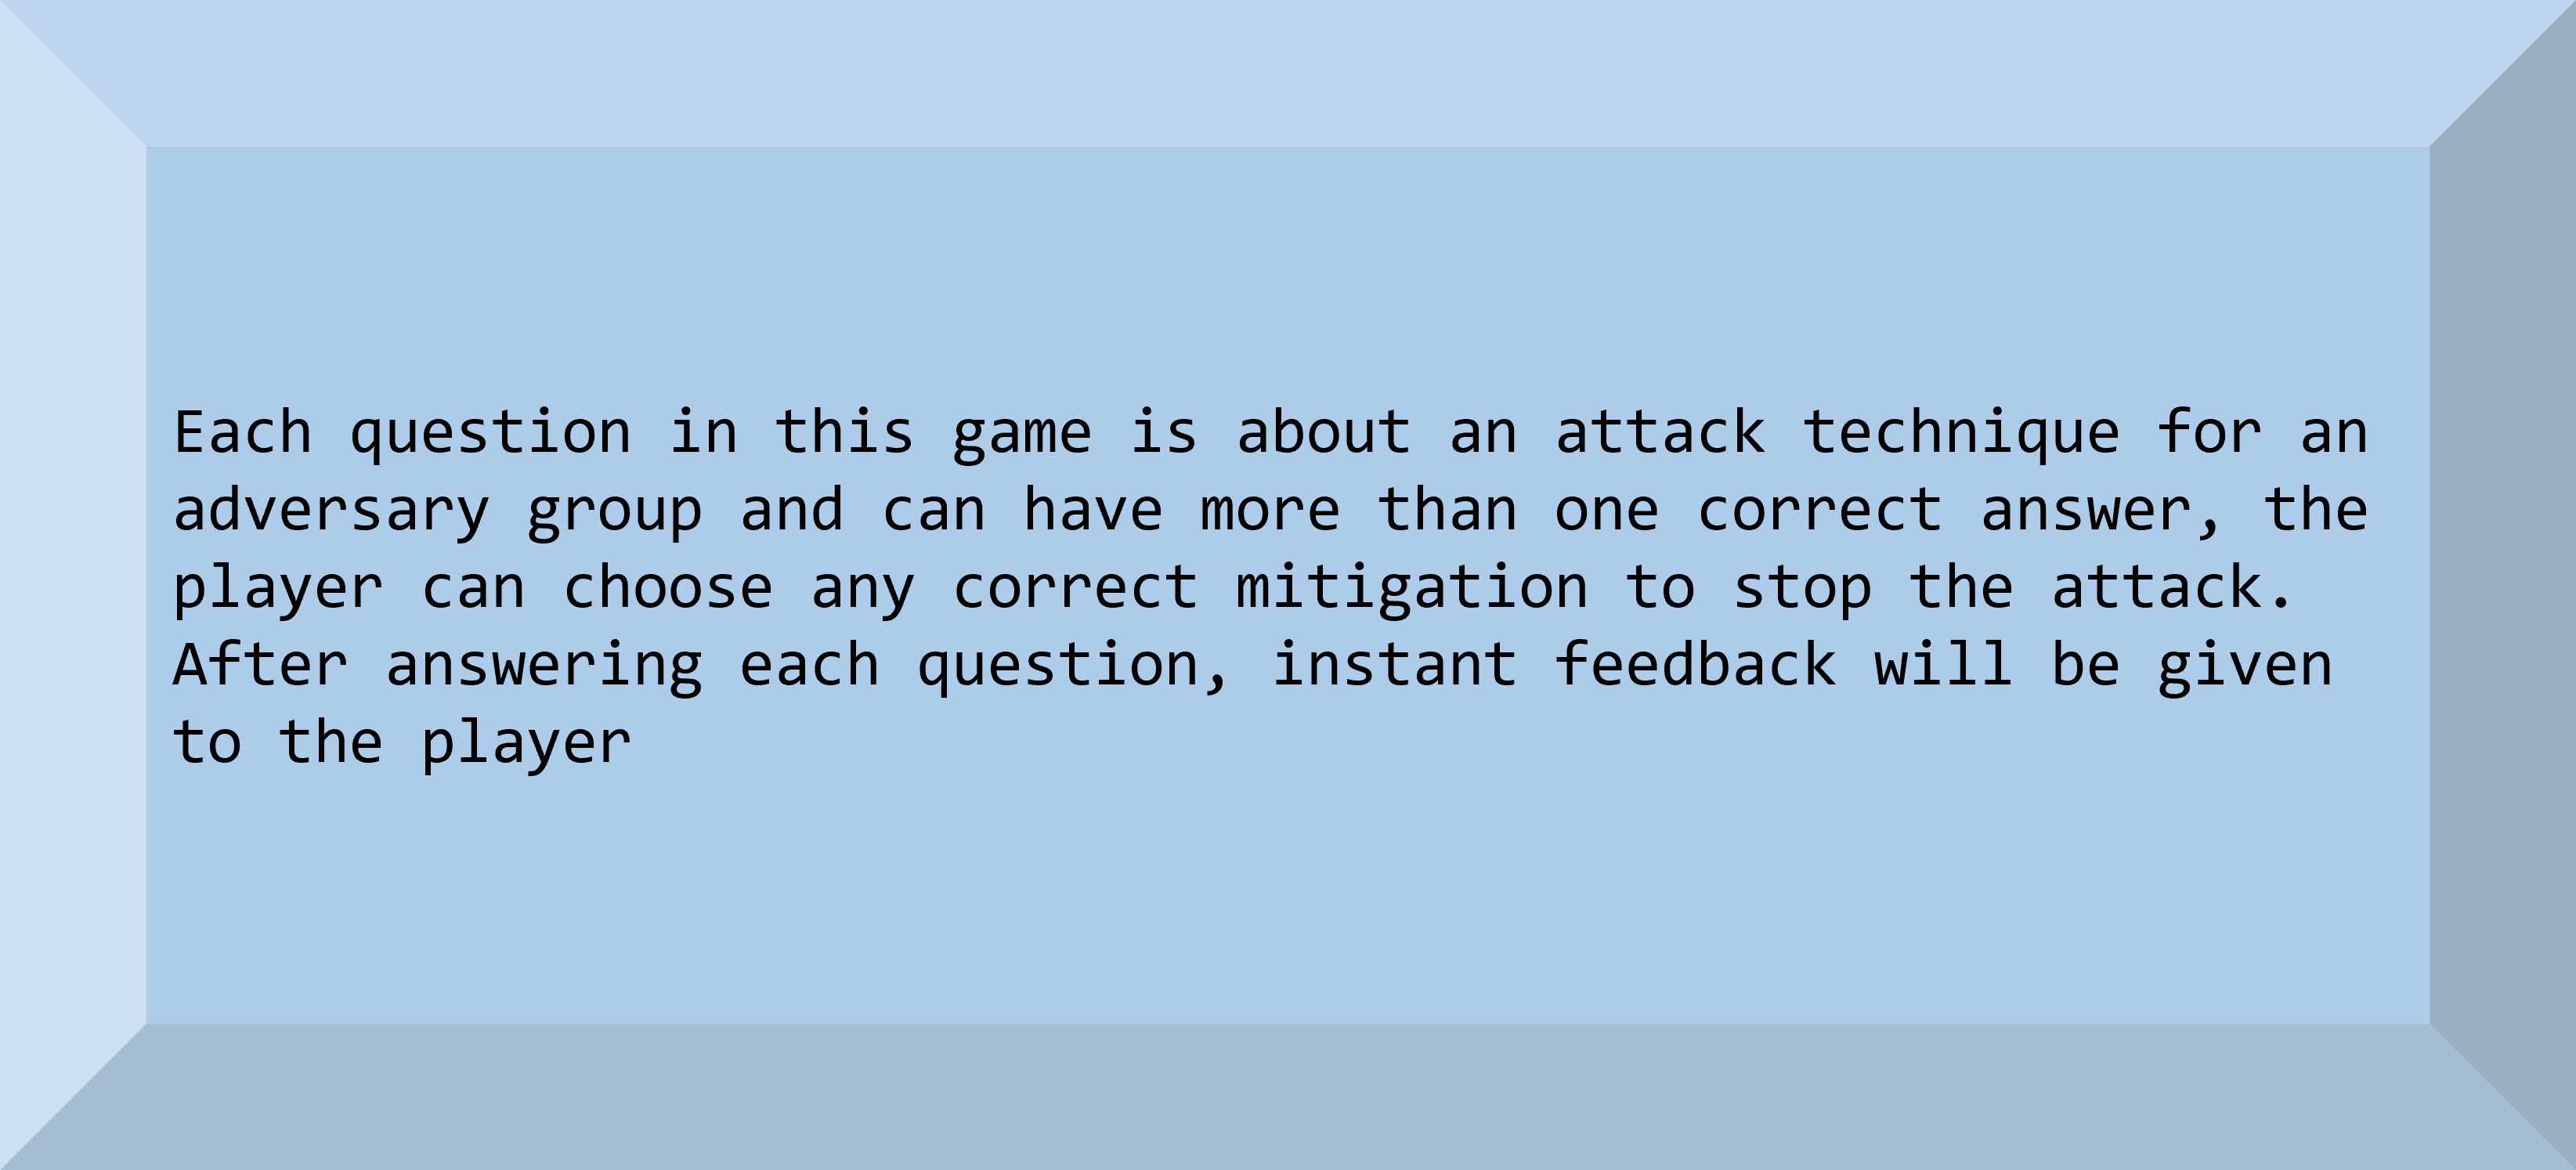 Each question in this game is about an attack technique for an
adversary group and can have more than one correct answer, the
player can choose any correct mitigation to stop the attack.
After answering each question, instant feedback will be given
to the player